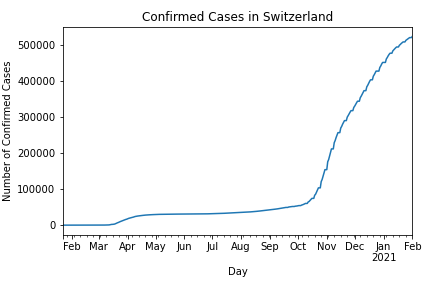 Confirmed Cases in Switzerland
Number of Confirmed Cases
500000
400000
300000
200000
100000
0
Feb Mar Apr May Jun Jul Aug Sep Oct Nov Dec Jan Feb
2021
Day